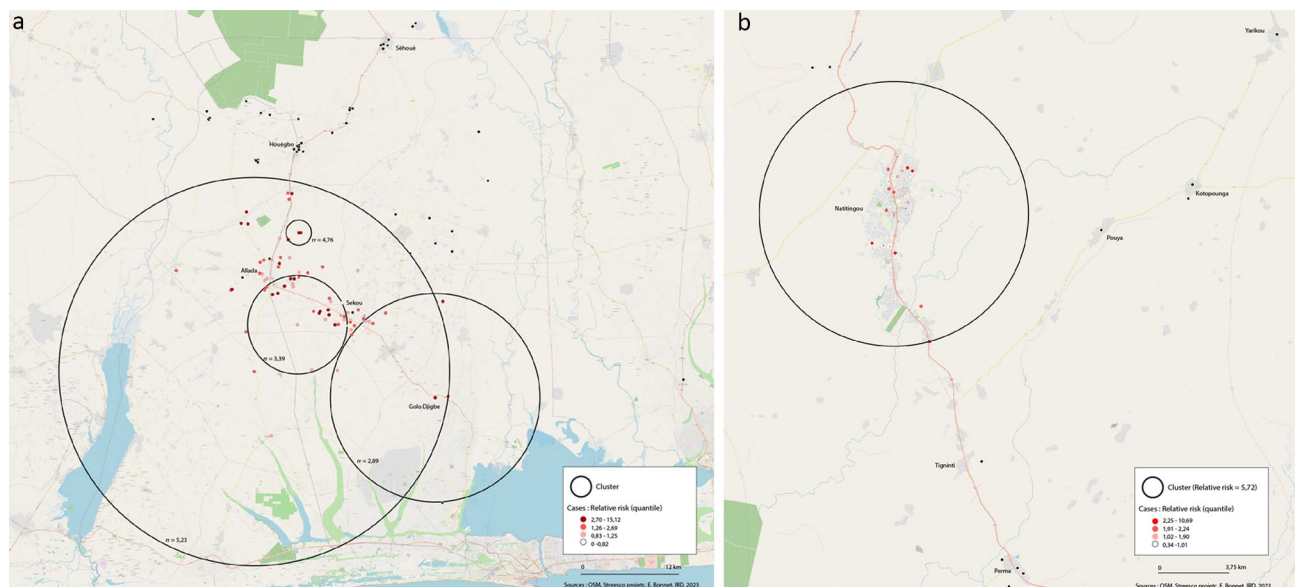 a
Séhoué
Houégbo
rr = 4,76
Allada
Sekou
rr = 3,39
Golo Djigbe
rr = 2,89
rr = 5,23
Cluster
Cases : Relative risk (quantile)
2,70 - 15,12
1,26 - 2,69
0,83 - 1,25
0 -0,82
0 12 km
Sources : OSM, Streesco projetc, E. Bonnet, IRD, 2023
b
Yarikou
Kotopounga
Natitingou
Pouya
Tigninti
Perma
Cluster (Relative risk = 5,72)
Cases : Relative risk (quantile)
2,25 - 10,69
1,91 - 2,24
1,02 - 1,90
0,34 -1,01
0 3,75 km
Sources : OSM, Streesco projetc, E. Bonnet, IRD, 2023